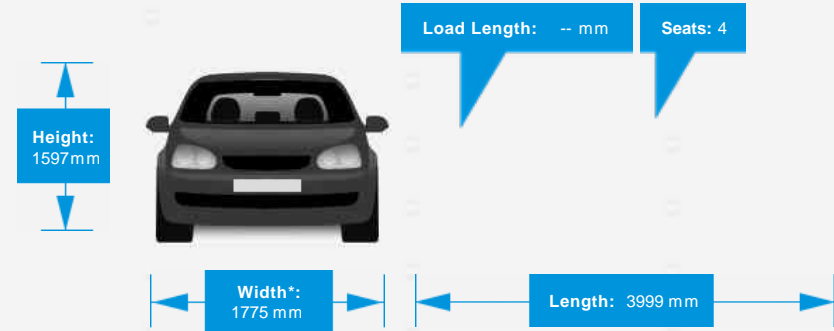 Load Length: -- mm
Seats: 4
Height:
1597mm
Width*:
1775 mm
Length: 3999 mm